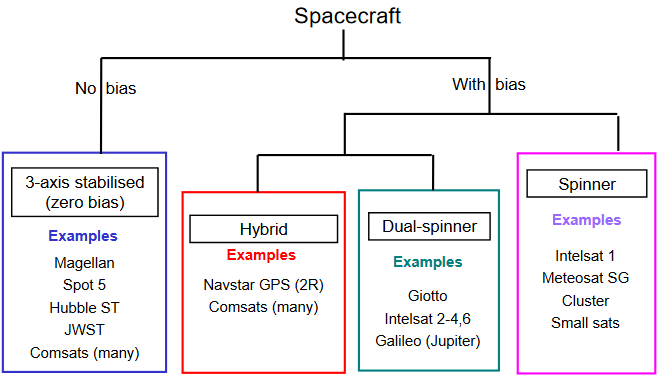 Spacecraft
No bias
With bias
3-axis stabilised
(zero bias)
Examples
Magellan
Spot 5
Hubble ST
JWST
Comsats (many)
Hybrid
Examples
Navstar GPS (2R)
Comsats (many)
Dual-spinner
Examples
Giotto
Intelsat 2-4,6
Galileo (Jupiter)
Spinner
Examples
Intelsat 1
Meteosat SG
Cluster
Small sats